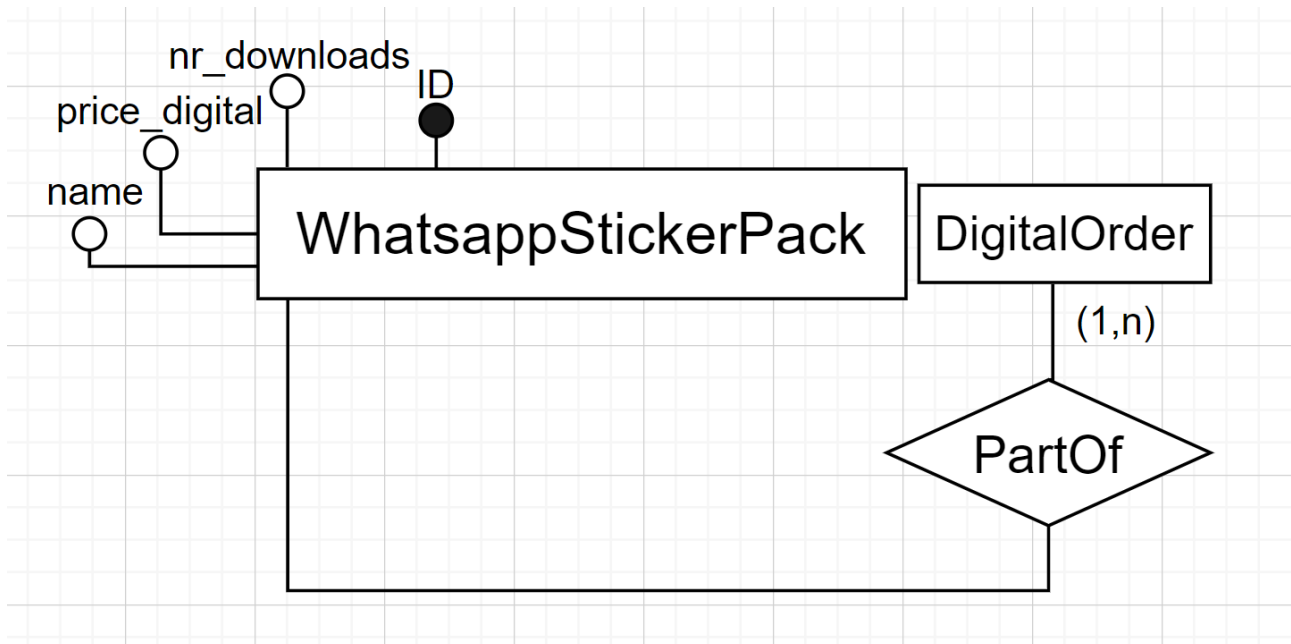 nr_downloads
ID
price_digital
name
WhatsappStickerPack
DigitalOrder
(1,n)
PartOf